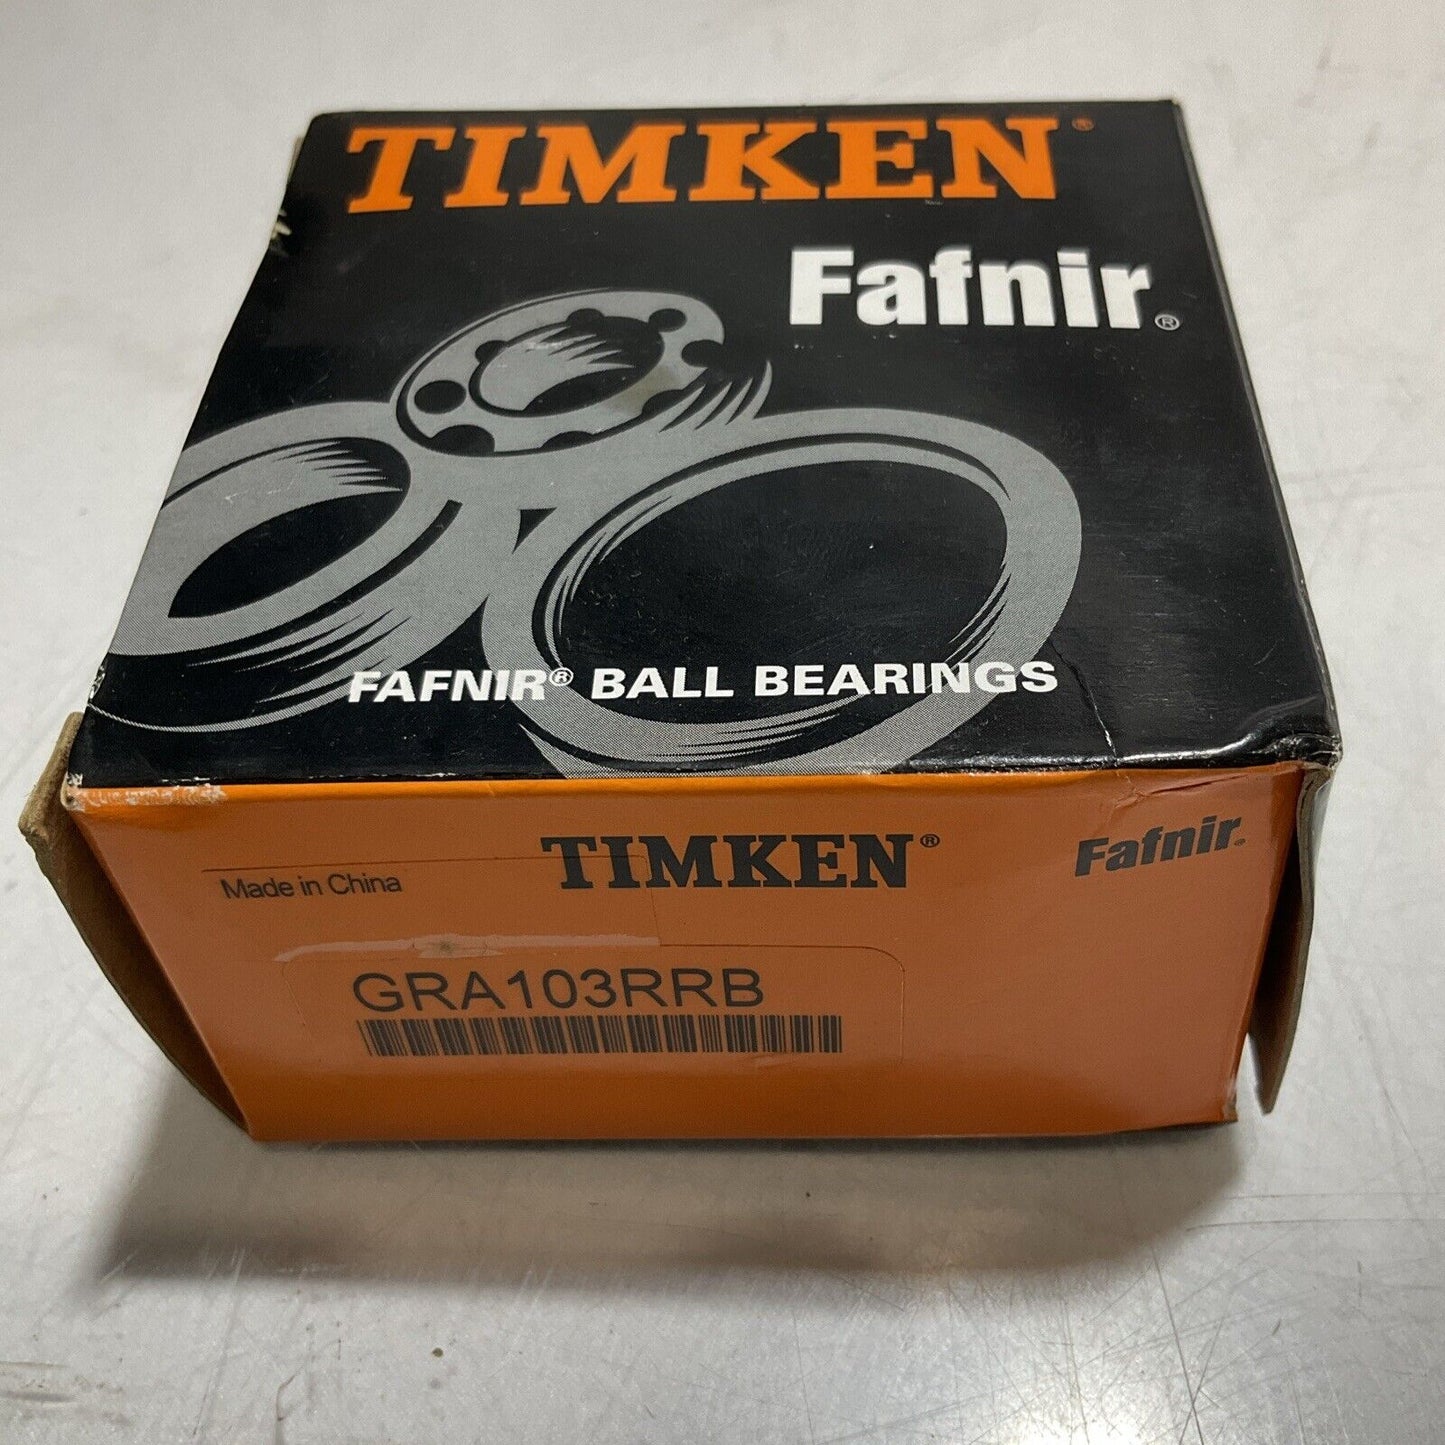 TIMKEN®
Fafnir®
FAFNIR® BALL BEARINGS
TIMKEN®
Fafnir®
Made in China
GRA103RRB